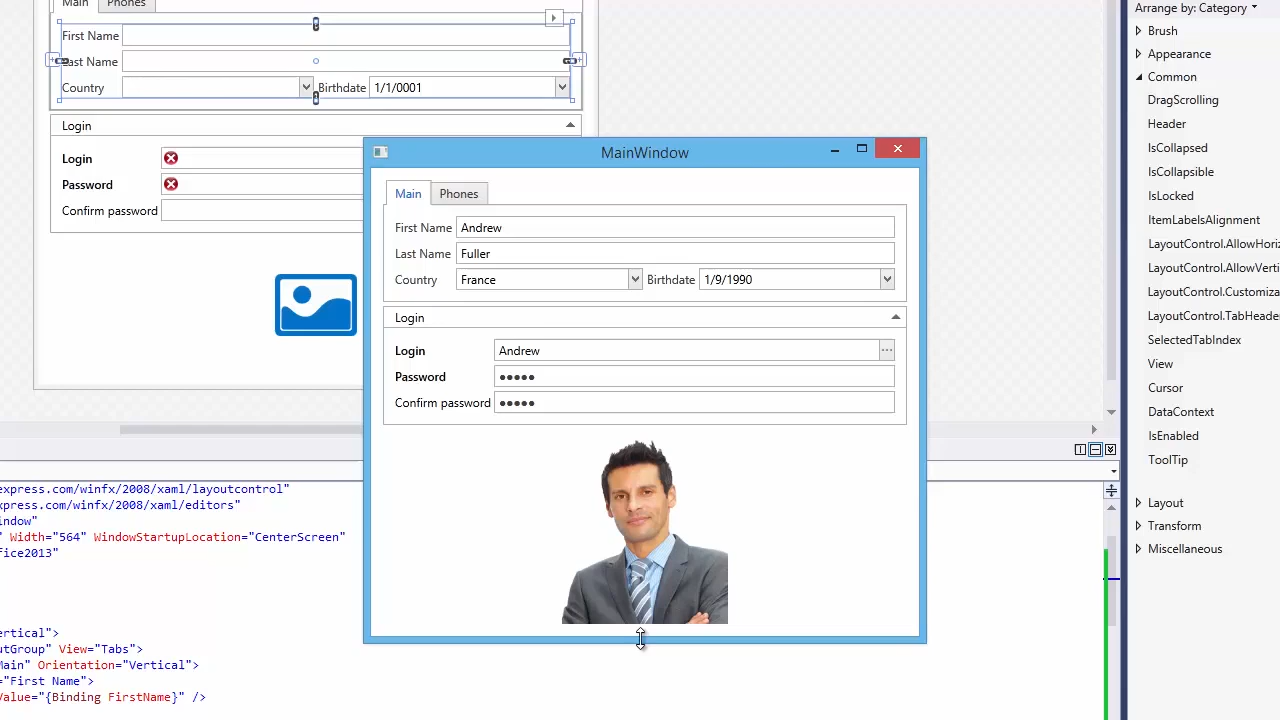 Main Phones
First Name
Last Name
Country Birthdate 1/1/0001
Login
Login
Password
Confirm password
MainWindow
Main Phones
First Name Andrew
Last Name Fuller
Country France Birthdate 1/9/1990
Login
Login Andrew ...
Password •••••
Confirm password •••••
express.com/winfx/2008/xaml/layoutcontrol"
express.com/winfx/2008/xaml/editors"
indow"
" Width="564" WindowStartupLocation="CenterScreen"
ffice2013"
ertical">
utGroup" View="Tabs">
Main" Orientation="Vertical">
="First Name">
Value="{Binding FirstName}" />
Arrange by: Category
Brush
Appearance
Common
DragScrolling
Header
IsCollapsed
IsCollapsible
IsLocked
ItemLabelsAlignment
LayoutControl.AllowHoriz
LayoutControl.AllowVerti
LayoutControl.Customiza
LayoutControl.TabHeader
SelectedTabIndex
View
Cursor
DataContext
IsEnabled
ToolTip
Layout
Transform
Miscellaneous